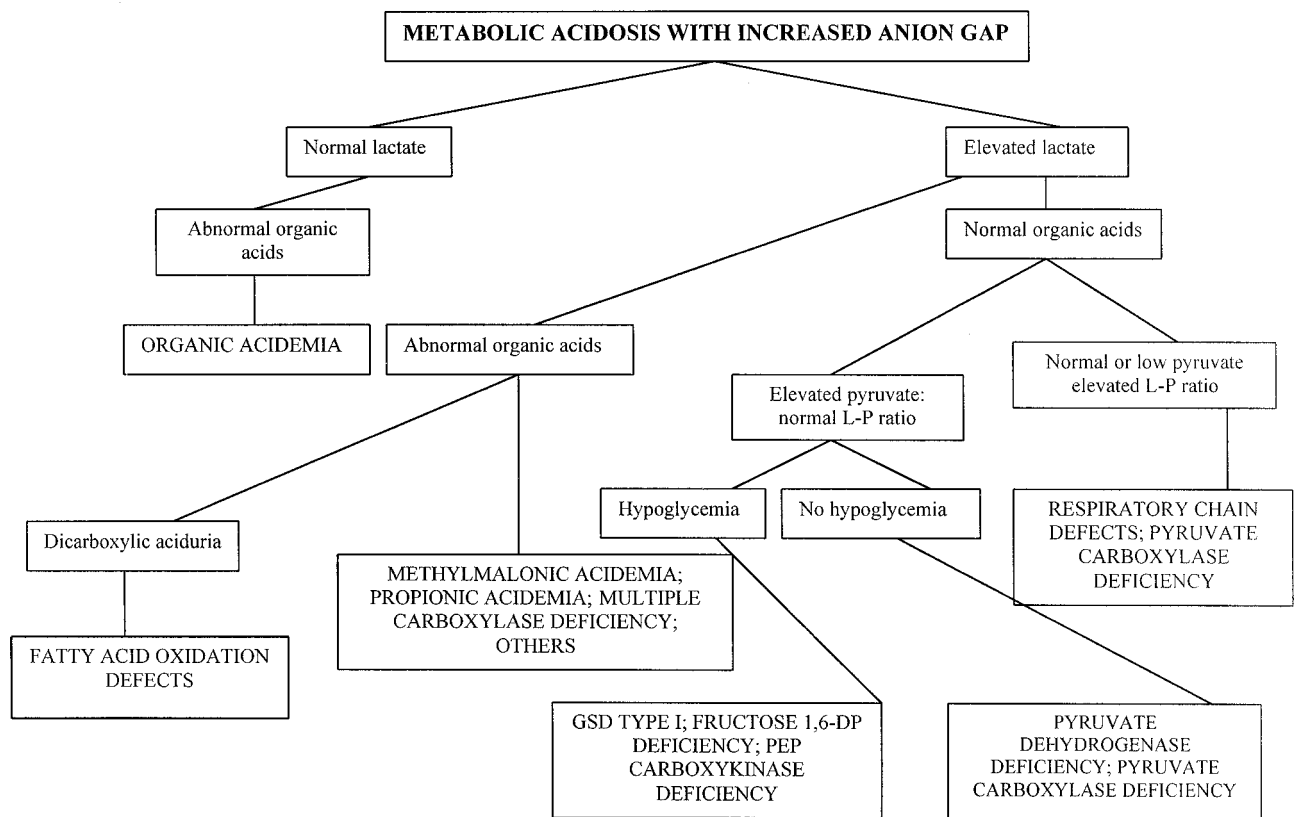 METABOLIC ACIDOSIS WITH INCREASED ANION GAP
Normal lactate
Elevated lactate
Abnormal organic
acids
Normal organic acids
ORGANIC ACIDEMIA
Abnormal organic acids
Normal or low pyruvate
elevated L-P ratio
Elevated pyruvate:
normal L-P ratio
Hypoglycemia
No hypoglycemia
RESPIRATORY CHAIN
DEFECTS; PYRUVATE
CARBOXYLASE
DEFICIENCY
Dicarboxylic aciduria
METHYLMALONIC ACIDEMIA;
PROPIONIC ACIDEMIA; MULTIPLE
CARBOXYLASE DEFICIENCY;
OTHERS
FATTY ACID OXIDATION
DEFECTS
GSD TYPE I; FRUCTOSE 1,6-DP
DEFICIENCY; PEP
CARBOXYKINASE
DEFICIENCY
PYRUVATE
DEHYDROGENASE
DEFICIENCY; PYRUVATE
CARBOXYLASE DEFICIENCY